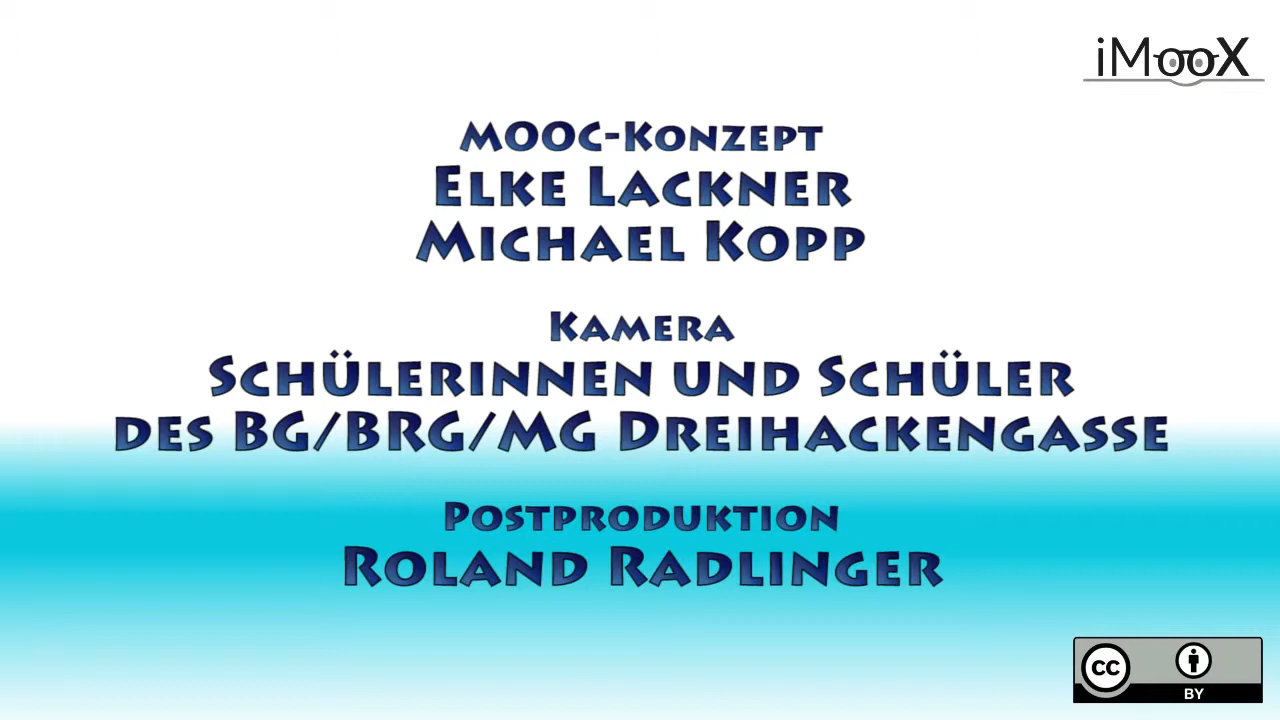 iMooX
MOOC-Konzept
Elke Lackner
Michael Kopp
Kamera
Schülerinnen und Schüler
des BG/BRG/MG Dreihackengasse
Postproduktion
Roland Radlinger
cc
BY